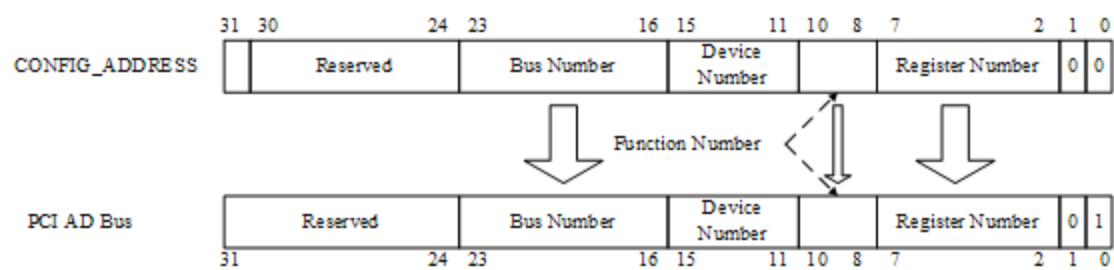 31 30 24 23 16 15 11 10 8 7 2 1 0
CONFIG_ADDRESS Reserved Bus Number Device Number Register Number 0 0
Function Number
PCI AD Bus Reserved Bus Number Device Number Register Number 0 1
31 24 23 16 15 11 10 8 7 2 1 0